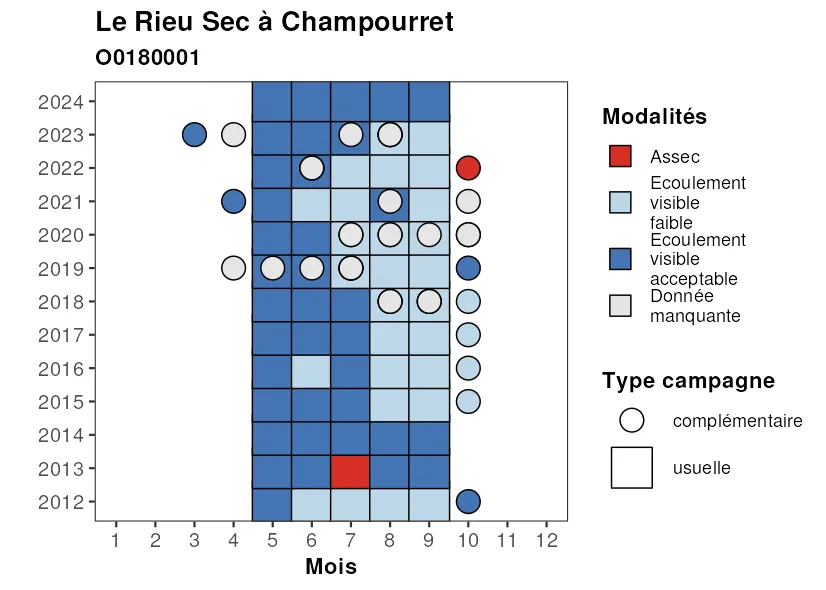 Le Rieu Sec à Champourret
O0180001
2024
2023
2022
2021
2020
2019
2018
2017
2016
2015
2014
2013
2012
1 2 3 4 5 6 7 8 9 10 11 12
Mois
Modalités
Assec
Ecoulement
visible
faible
Ecoulement
visible
acceptable
Donnée
manquante
Type campagne
complémentaire
usuelle